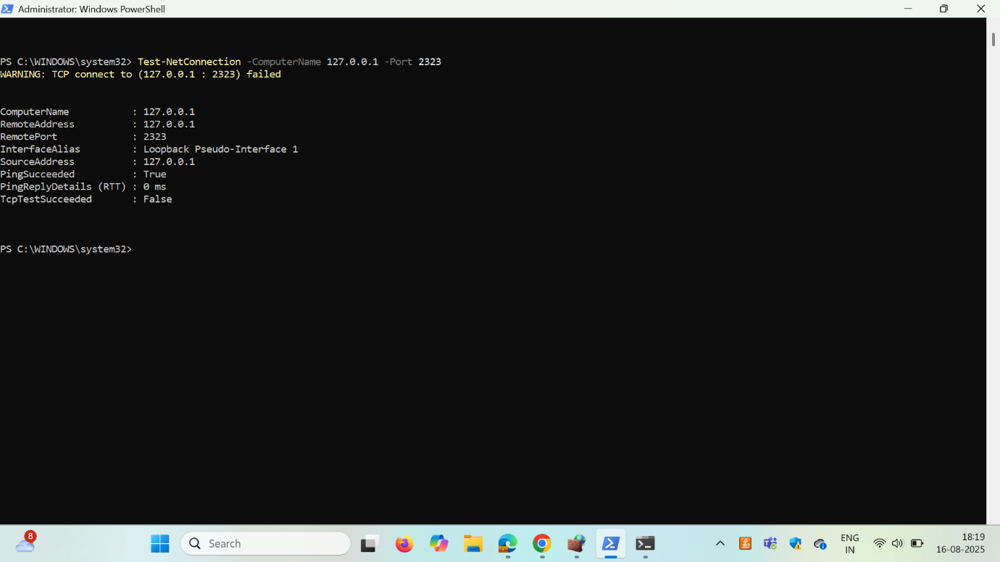 Administrator: Windows PowerShell
PS C:\WINDOWS\system32> Test-NetConnection -ComputerName 127.0.0.1 -Port 2323
WARNING: TCP connect to (127.0.0.1 : 2323) failed
ComputerName : 127.0.0.1
RemoteAddress : 127.0.0.1
RemotePort : 2323
InterfaceAlias : Loopback Pseudo-Interface 1
SourceAddress : 127.0.0.1
PingSucceeded : True
PingReplyDetails (RTT) : 0 ms
TcpTestSucceeded : False
PS C:\WINDOWS\system32>
8
Search
ENG
IN
18:19
16-08-2025